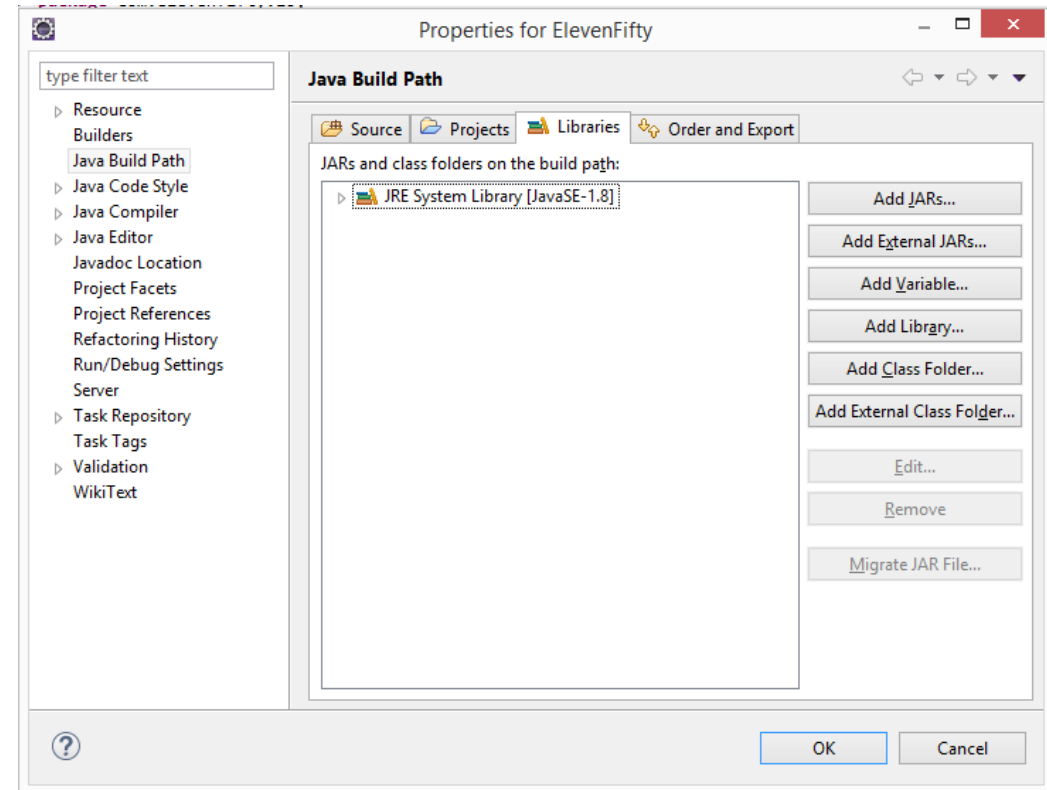 Properties for ElevenFifty
type filter text
Resource
Builders
Java Build Path
Java Code Style
Java Compiler
Java Editor
Javadoc Location
Project Facets
Project References
Refactoring History
Run/Debug Settings
Server
Task Repository
Task Tags
Validation
WikiText
Java Build Path
Source Projects Libraries Order and Export
JARs and class folders on the build path:
JRE System Library [JavaSE-1.8]
Add JARs...
Add External JARs...
Add Variable...
Add Library...
Add Class Folder...
Add External Class Folder...
Edit...
Remove
Migrate JAR File...
?
OK Cancel